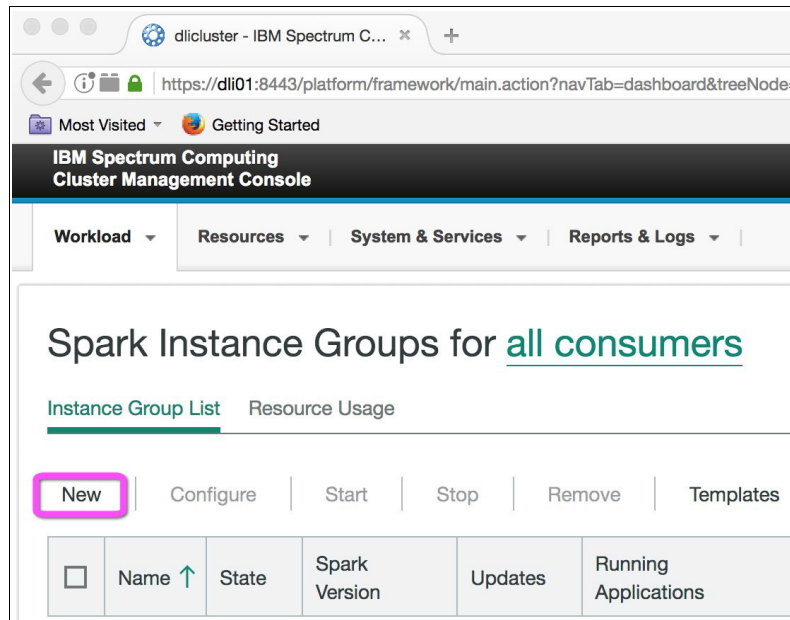 dlicluster - IBM Spectrum C...
https://dli01:8443/platform/framework/main.action?navTab=dashboard&treeNode=
Most Visited Getting Started
IBM Spectrum Computing
Cluster Management Console
Workload Resources System & Services Reports & Logs
Spark Instance Groups for all consumers
Instance Group List Resource Usage
New Configure Start Stop Remove Templates
Name State Spark Version Updates Running Applications